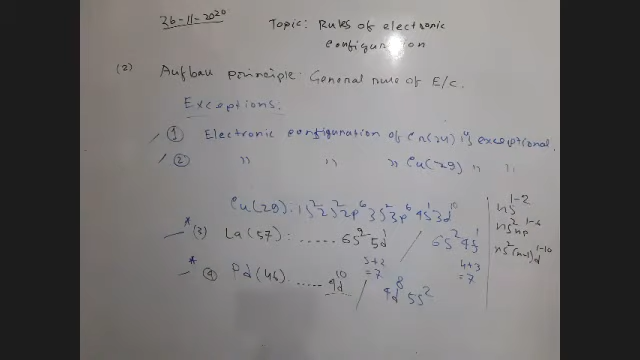 26-11-2020
Topic: Rules of electronic
configuration
(2) Aufbau prinniple: General rule of E/C.
Exceptions:
① Electronic configuration of Cr(24) is exceptional.
② " " " Cu(29) " "
Cu(29): 1s² 2s² 2p⁶ 3s² 3p⁶ 4s¹ 3d¹⁰
* (3) La(57): ...... 6s² 5d¹ / 6s² 4f¹
5+2 =7 4+3 =7
* ④ Pd(46) ...... 4d¹⁰ / 4d⁸ 5s²
ns¹⁻²
ns² np¹⁻⁶
ns² (n-1)d¹⁻¹⁰